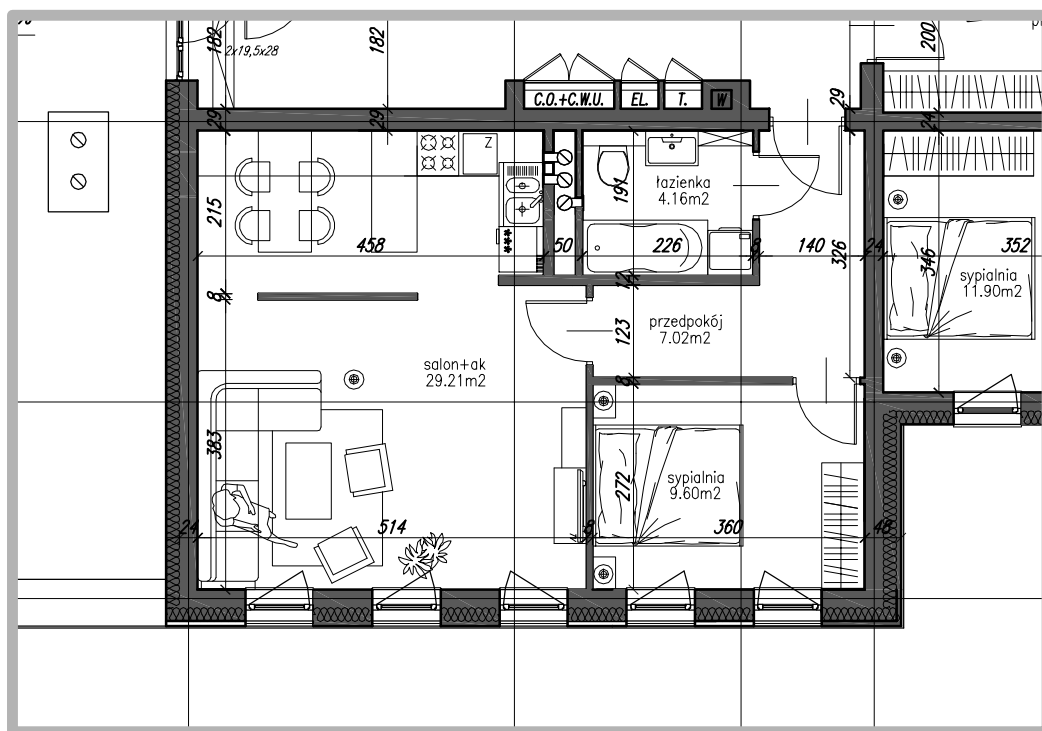 182
2x19,5x28
182
200
29
29
29
24
C.O.+C.W.U.
EL.
T.
W
Z
łazienka
4.16m2
191
215
458
50
226
8
140
326
24
346
352
sypialnia
11.90m2
12
8
123
przedpokój
7.02m2
salon+ak
29.21m2
8
383
272
sypialnia
9.60m2
24
514
8
360
48